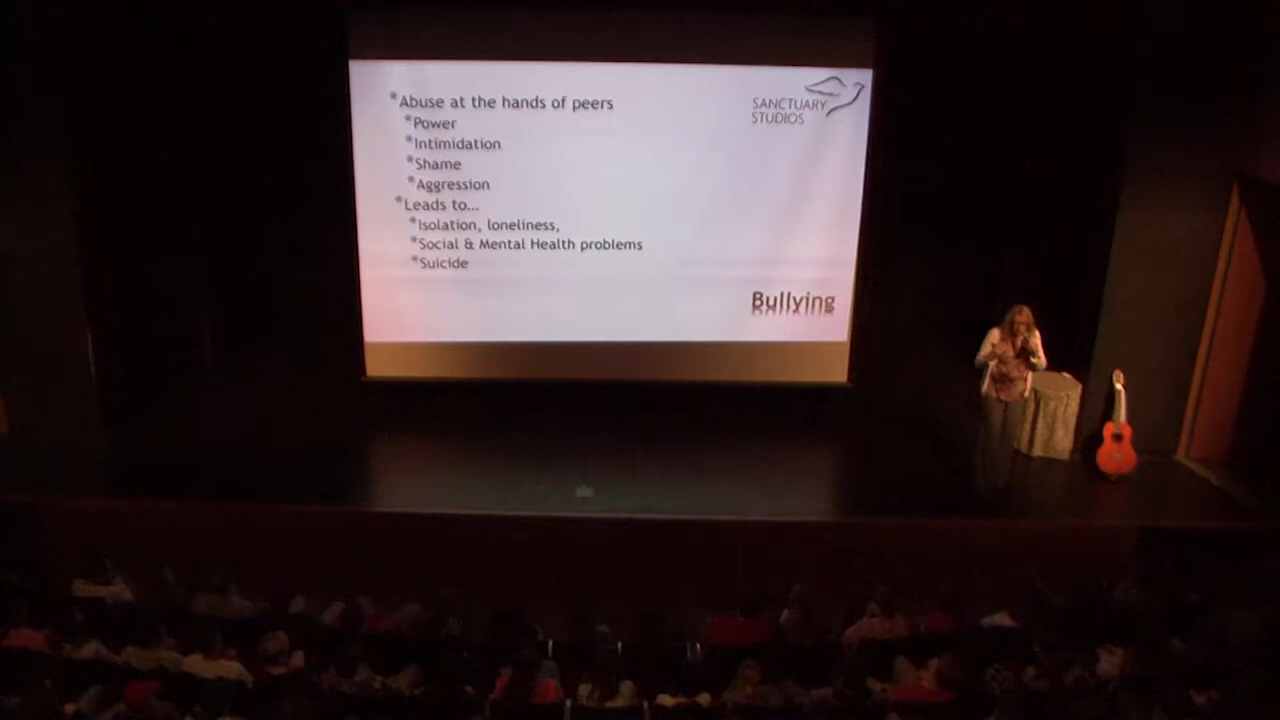 *Abuse at the hands of peers
*Power
*Intimidation
*Shame
*Aggression
*Leads to...
*Isolation, loneliness,
*Social & Mental Health problems
*Suicide
SANCTUARY
STUDIOS
Bullying